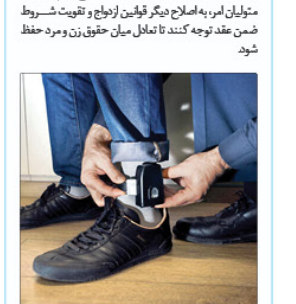 متولیان امر، به اصلاح دیگر قوانین ازدواج و تقویت شروط
ضمن عقد توجه کنند تا تعادل میان حقوق زن و مرد حفظ
شود.